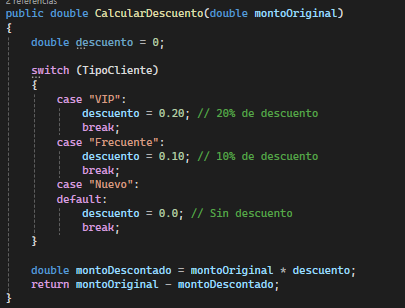 2 referencias
public double CalcularDescuento(double montoOriginal)
{
    double descuento = 0;

    switch (TipoCliente)
    {
        case "VIP":
            descuento = 0.20; // 20% de descuento
            break;
        case "Frecuente":
            descuento = 0.10; // 10% de descuento
            break;
        case "Nuevo":
        default:
            descuento = 0.0; // Sin descuento
            break;
    }

    double montoDescontado = montoOriginal * descuento;
    return montoOriginal - montoDescontado;
}